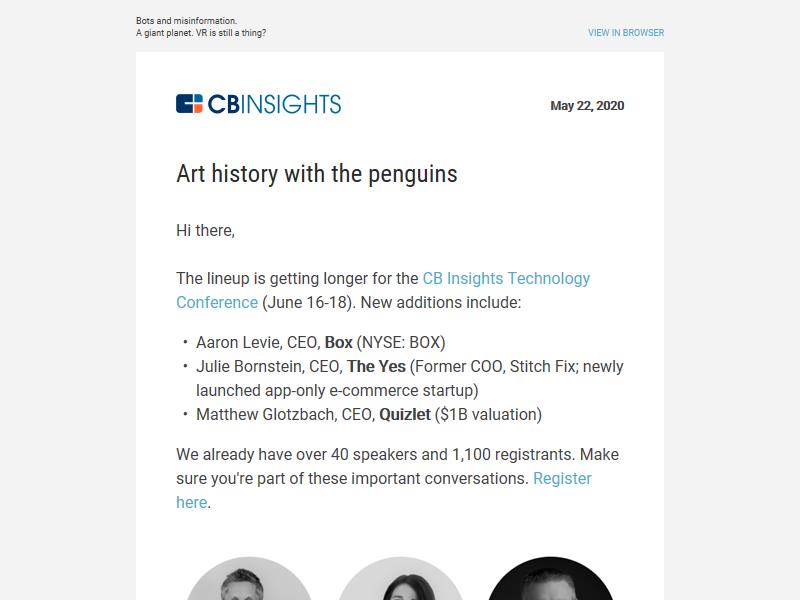 Bots and misinformation.
A giant planet. VR is still a thing?
VIEW IN BROWSER
CBINSIGHTS
May 22, 2020
Art history with the penguins
Hi there,
The lineup is getting longer for the CB Insights Technology
Conference (June 16-18). New additions include:
• Aaron Levie, CEO, Box (NYSE: BOX)
• Julie Bornstein, CEO, The Yes (Former COO, Stitch Fix; newly
launched app-only e-commerce startup)
• Matthew Glotzbach, CEO, Quizlet ($1B valuation)
We already have over 40 speakers and 1,100 registrants. Make
sure you're part of these important conversations. Register
here.